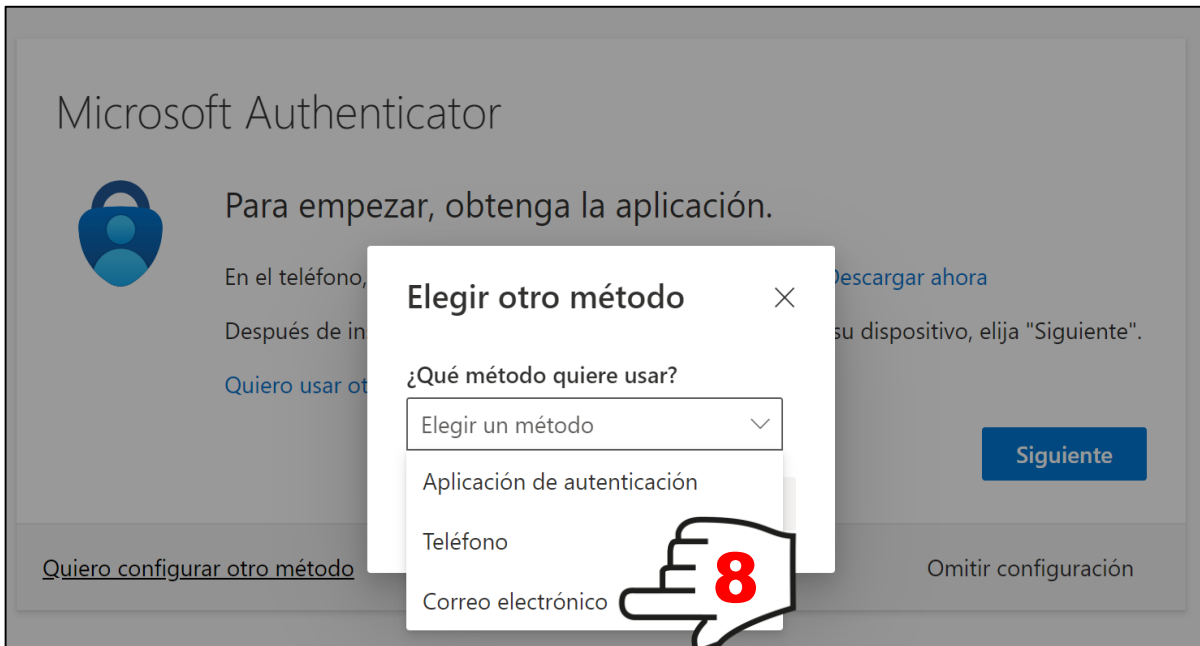 Microsoft Authenticator
Para empezar, obtenga la aplicación.
En el teléfono,
Descargar ahora
Después de in
su dispositivo, elija "Siguiente".
Quiero usar ot
Elegir otro método
¿Qué método quiere usar?
Elegir un método
Aplicación de autenticación
Teléfono
Correo electrónico
8
Siguiente
Quiero configurar otro método
Omitir configuración